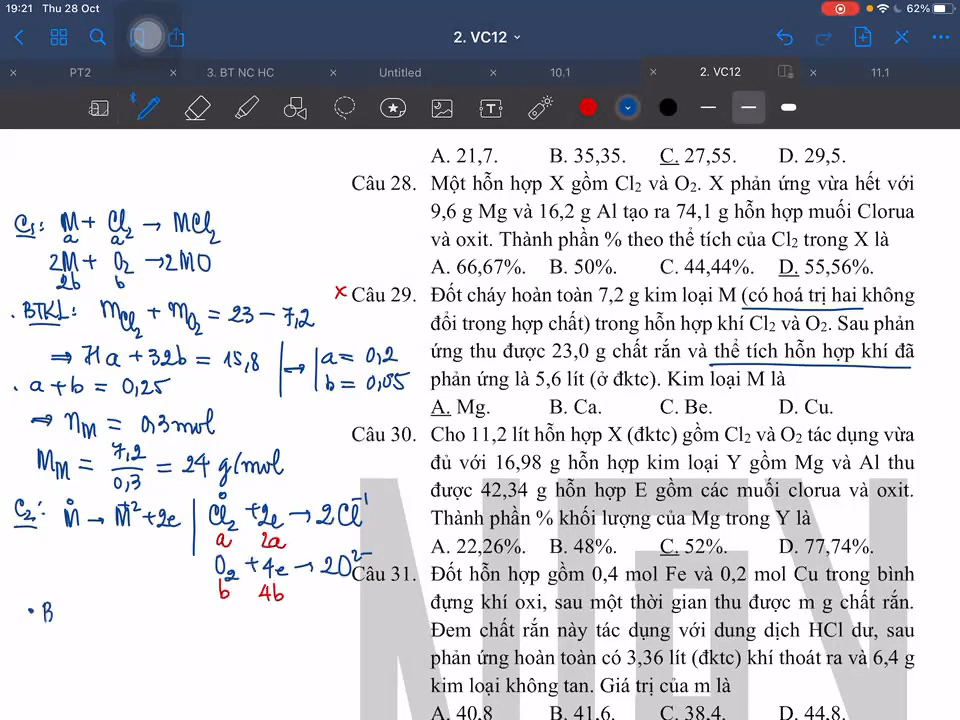 19:21 Thu 28 Oct 62%
2. VC12
PT2 3. BT NC HC Untitled 10.1 2. VC12 11.1
A. 21,7. B. 35,35. C. 27,55. D. 29,5.
Câu 28. Một hỗn hợp X gồm Cl₂ và O₂. X phản ứng vừa hết với
9,6 g Mg và 16,2 g Al tạo ra 74,1 g hỗn hợp muối Clorua
và oxit. Thành phần % theo thể tích của Cl₂ trong X là
A. 66,67%. B. 50%. C. 44,44%. D. 55,56%.
x Câu 29. Đốt cháy hoàn toàn 7,2 g kim loại M (có hoá trị hai không
đổi trong hợp chất) trong hỗn hợp khí Cl₂ và O₂. Sau phản
ứng thu được 23,0 g chất rắn và thể tích hỗn hợp khí đã
phản ứng là 5,6 lít (ở đktc). Kim loại M là
A. Mg. B. Ca. C. Be. D. Cu.
Câu 30. Cho 11,2 lít hỗn hợp X (đktc) gồm Cl₂ và O₂ tác dụng vừa
đủ với 16,98 g hỗn hợp kim loại Y gồm Mg và Al thu
được 42,34 g hỗn hợp E gồm các muối clorua và oxit.
Thành phần % khối lượng của Mg trong Y là
A. 22,26%. B. 48%. C. 52%. D. 77,74%.
Câu 31. Đốt hỗn hợp gồm 0,4 mol Fe và 0,2 mol Cu trong bình
đựng khí oxi, sau một thời gian thu được m g chất rắn.
Đem chất rắn này tác dụng với dung dịch HCl dư, sau
phản ứng hoàn toàn có 3,36 lít (đktc) khí thoát ra và 6,4 g
kim loại không tan. Giá trị của m là
A. 40,8 B. 41,6. C. 38,4. D. 44,8.
C₁: M + Cl₂ → MCl₂
a a
2M + O₂ → 2MO
2b b
. BTKL: mCl₂ + mO₂ = 23 − 7,2
⇒ 71a + 32b = 15,8 | → | a = 0,2
. a + b = 0,25 b = 0,05
⇒ nM = 0,3 mol
MM = 7,2/0,3 = 24 g/mol
C₂: M⁰ → M⁺² + 2e | Cl₂⁰ + 2e → 2Cl⁻¹
a 2a
O₂ + 4e → 2O²⁻
b 4b
• B